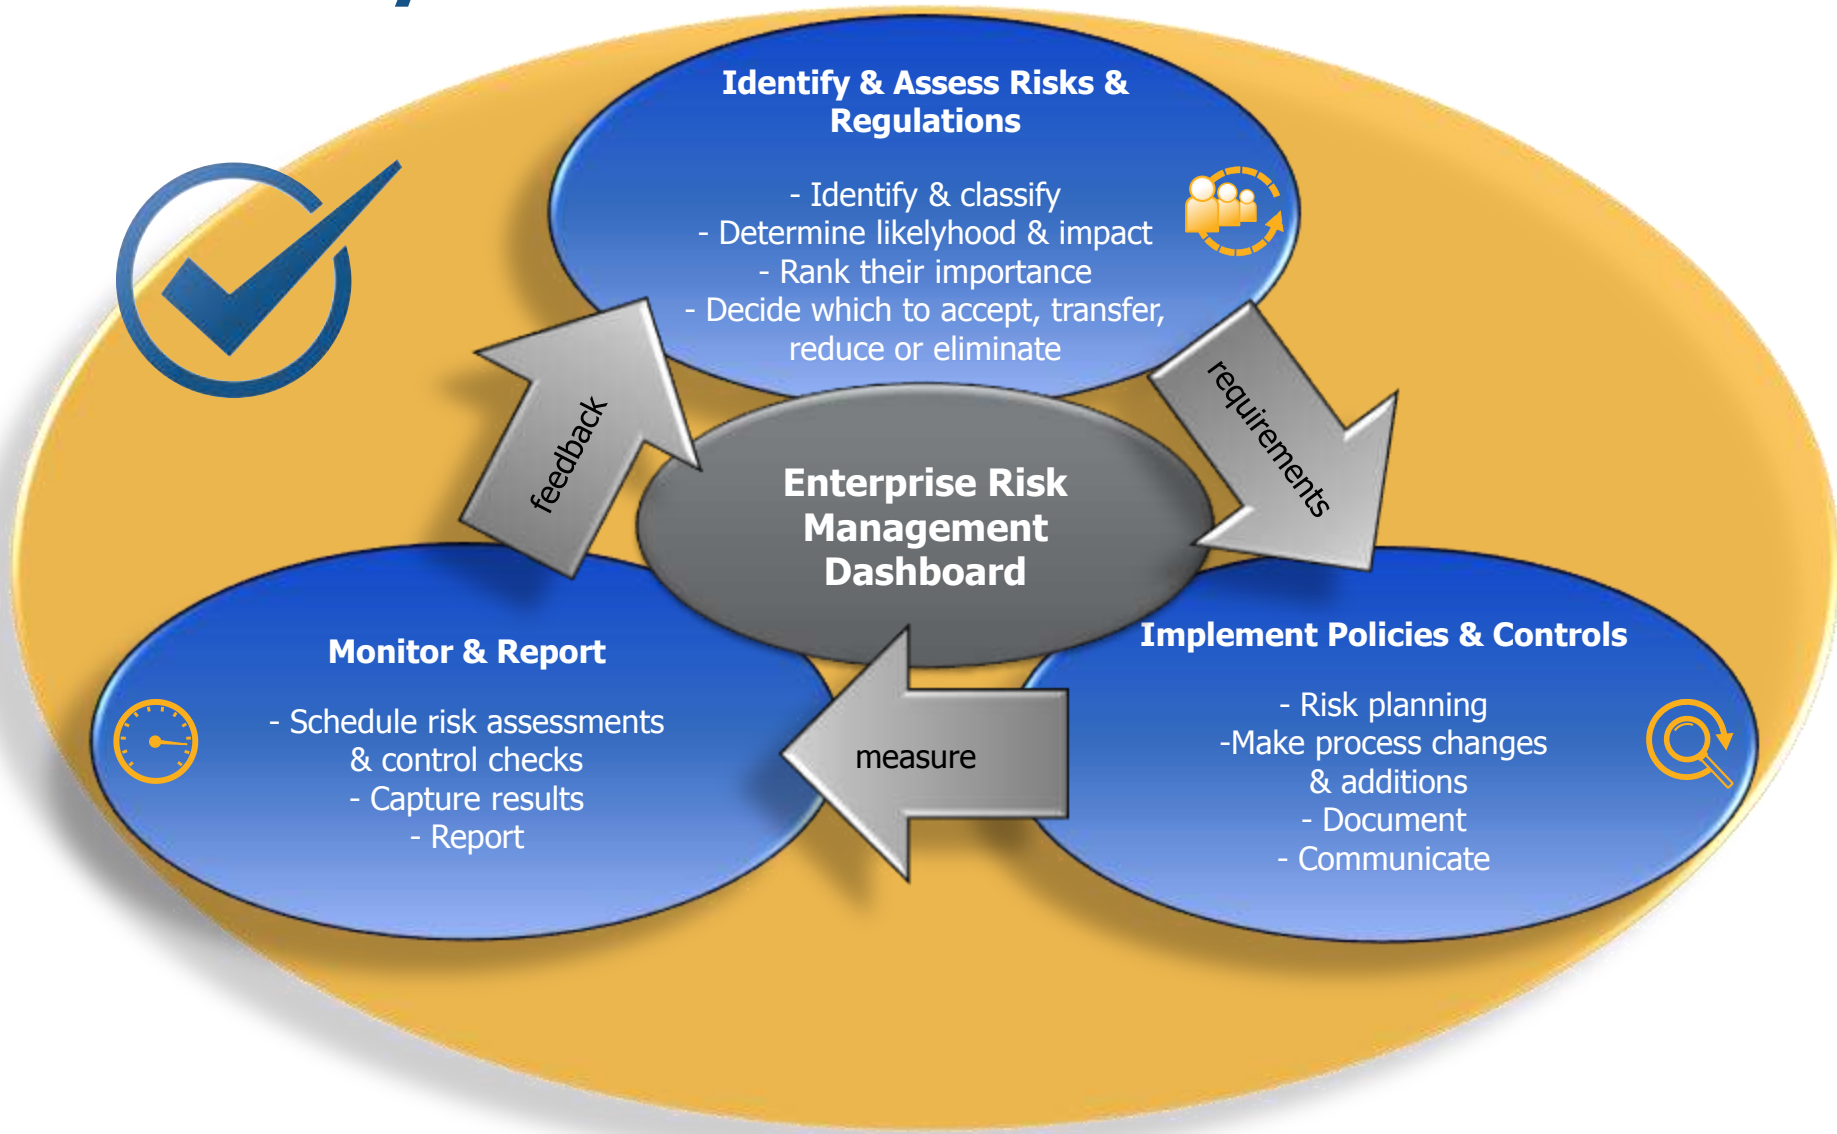 Identify & Assess Risks &
Regulations
- Identify & classify
- Determine likelyhood & impact
- Rank their importance
- Decide which to accept, transfer,
reduce or eliminate
feedback
requirements
Enterprise Risk
Management
Dashboard
Monitor & Report
- Schedule risk assessments
& control checks
- Capture results
- Report
measure
Implement Policies & Controls
- Risk planning
-Make process changes
& additions
- Document
- Communicate